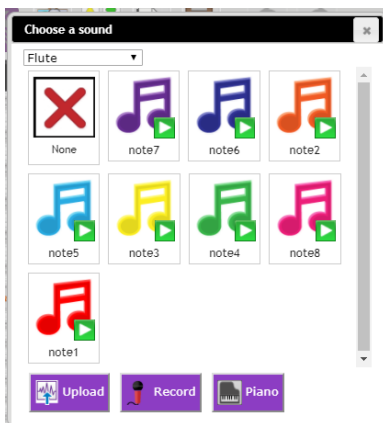 Choose a sound
Flute
None note7 note6 note2
note5 note3 note4 note8
note1
Upload Record Piano